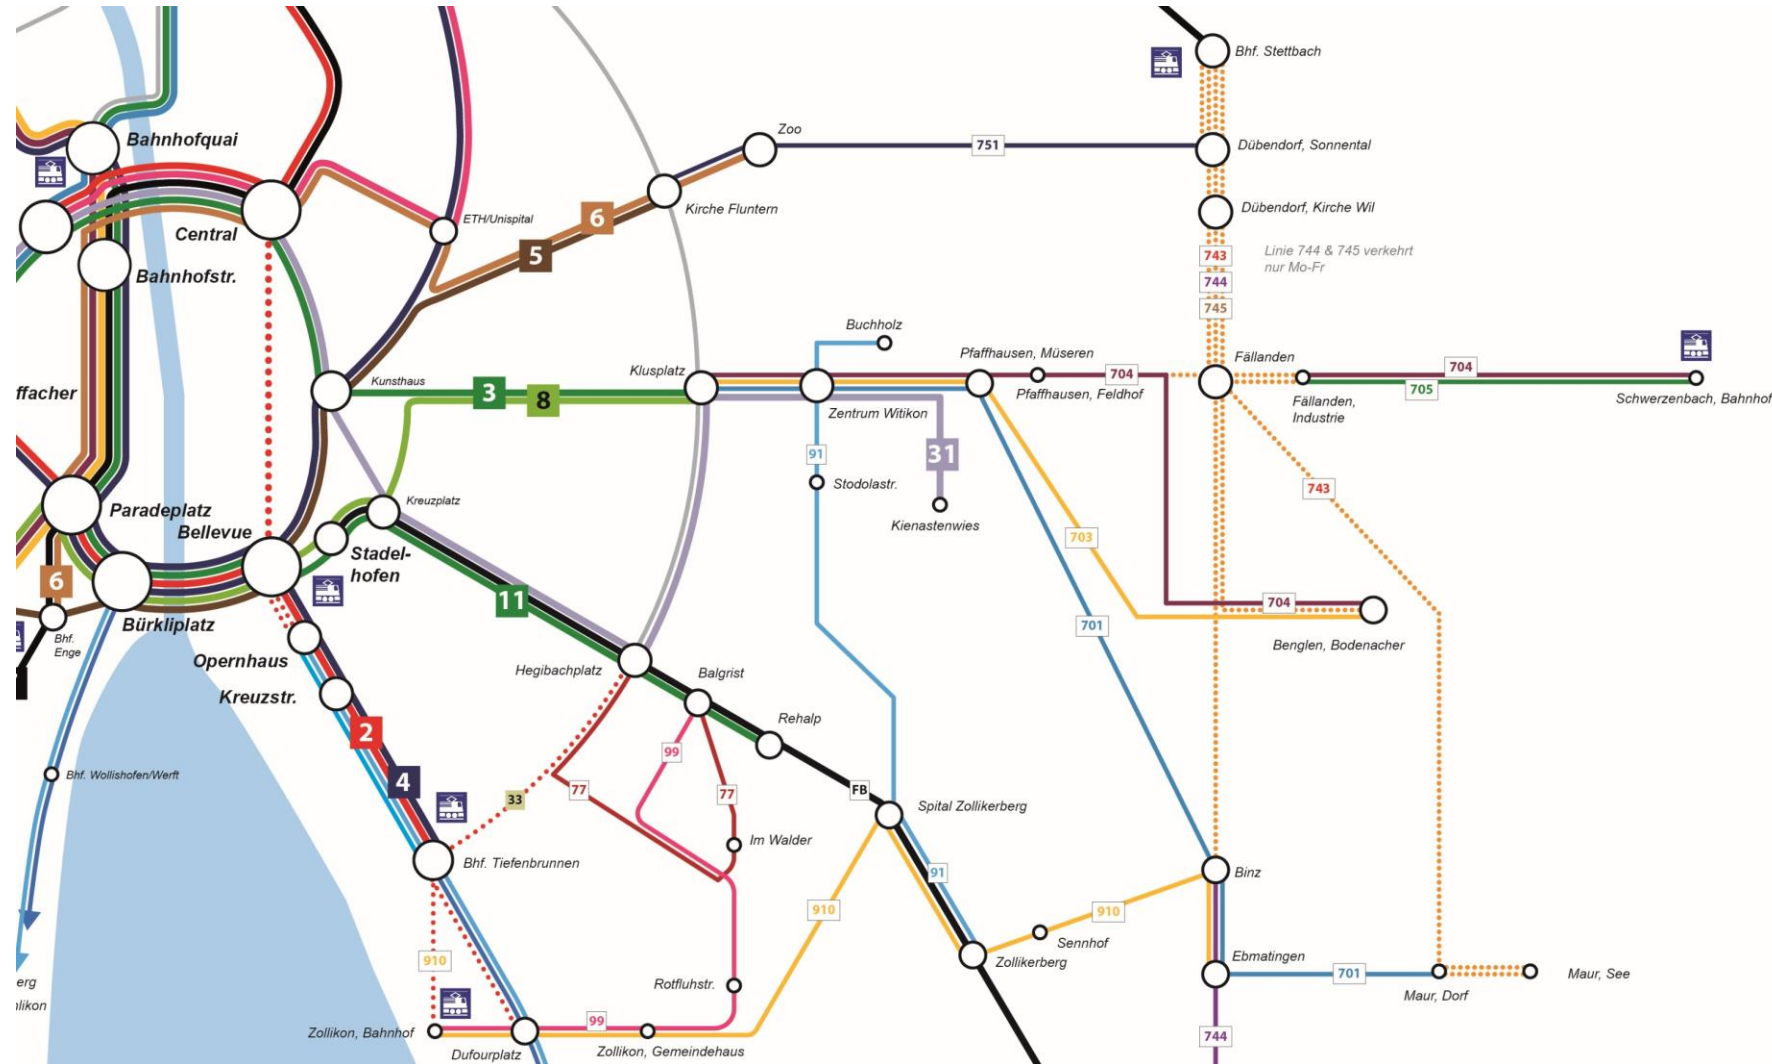 Bhf. Stettbach
Bahnhofquai
Zoo
751
Dübendorf, Sonnental
Kirche Fluntern
Dübendorf, Kirche Wil
ETH/Unispital
6
5
Central
Bahnhofstr.
743
Linie 744 & 745 verkehrt
nur Mo-Fr
744
745
Buchholz
Pfaffhausen, Müseren
Fällanden
Klusplatz
704
704
Kunsthaus
3
8
Pfaffhausen, Feldhof
705
ffacher
Zentrum Witikon
Fällanden,
Industrie
Schwerzenbach, Bahnhof
91
31
Stodolastr.
743
Kreuzplatz
Paradeplatz
Kienastenwies
Bellevue
703
Stadel-
hofen
6
11
704
Bürkliplatz
701
Bhf.
Enge
Benglen, Bodenacher
Opernhaus
Hegibachplatz
Balgrist
Kreuzstr.
Rehalp
2
99
Bhf. Wollishofen/Werft
4
77
77
FB
33
Spital Zollikerberg
Im Walder
Bhf. Tiefenbrunnen
91
Binz
910
910
Sennhof
910
Zollikerberg
Ebmatingen
701
Maur, See
erg
Rotfluhstr.
Maur, Dorf
likon
99
Zollikon, Bahnhof
744
Dufourplatz
Zollikon, Gemeindehaus